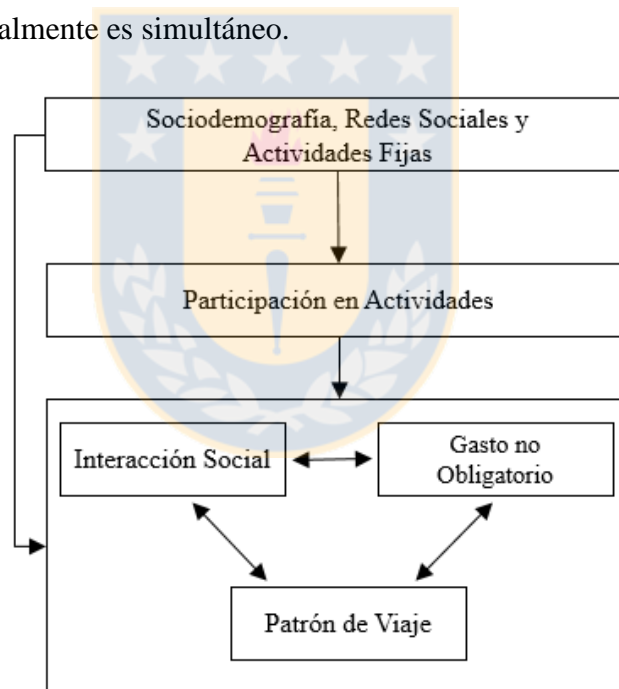 almente es simultáneo.
Sociodemografía, Redes Sociales y
Actividades Fijas
Participación en Actividades
Interacción Social
Gasto no
Obligatorio
Patrón de Viaje